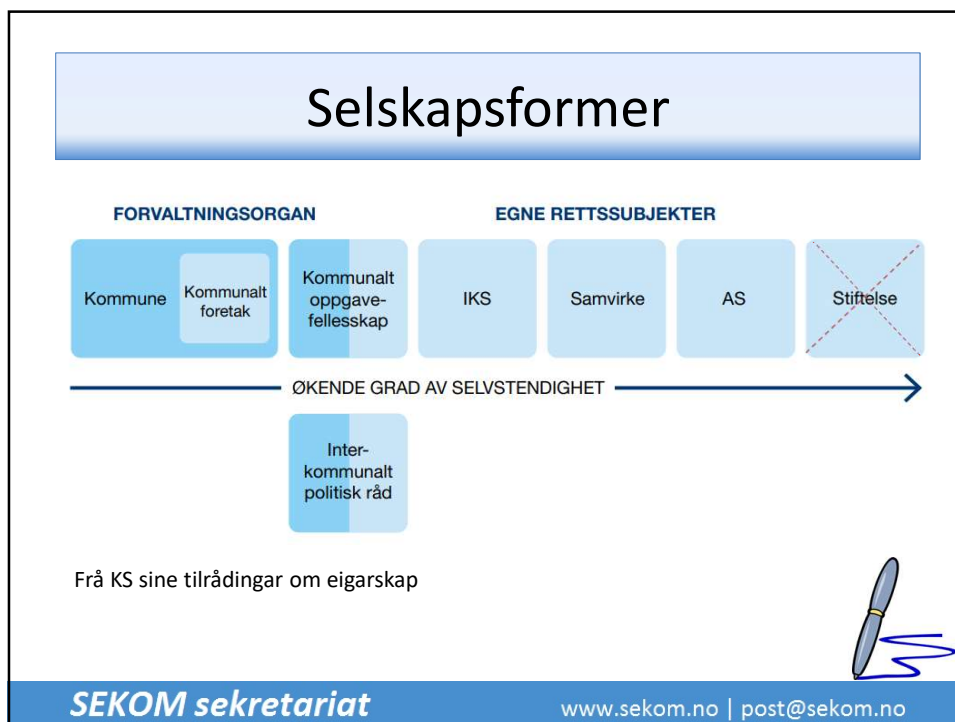 Selskapsformer
FORVALTNINGSORGAN
EGNE RETTSSUBJEKTER
Kommune
Kommunalt
foretak
Kommunalt
oppgave-
fellesskap
IKS
Samvirke
AS
Stiftelse
ØKENDE GRAD AV SELVSTENDIGHET
Inter-
kommunalt
politisk råd
Frå KS sine tilrådingar om eigarskap
SEKOM sekretariat
www.sekom.no | post@sekom.no